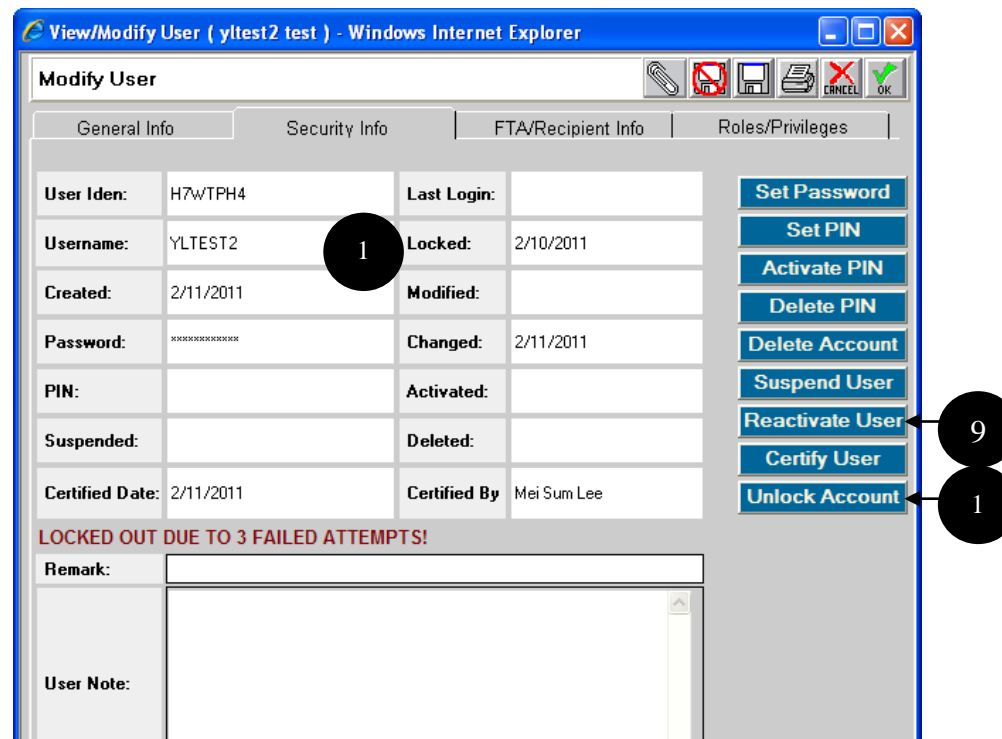 View/Modify User ( yltest2 test ) - Windows Internet Explorer
Modify User
CANCEL OK
General Info Security Info FTA/Recipient Info Roles/Privileges
User Iden: H7WTPH4 Last Login: Set Password
Set PIN
Username: YLTEST2 1 Locked: 2/10/2011
Activate PIN
Created: 2/11/2011 Modified: Delete PIN
Password: ************ Changed: 2/11/2011 Delete Account
PIN: Activated: Suspend User
Reactivate User 9
Suspended: Deleted:
Certify User
Certified Date: 2/11/2011 Certified By Mei Sum Lee Unlock Account 1
LOCKED OUT DUE TO 3 FAILED ATTEMPTS!
Remark:
User Note: